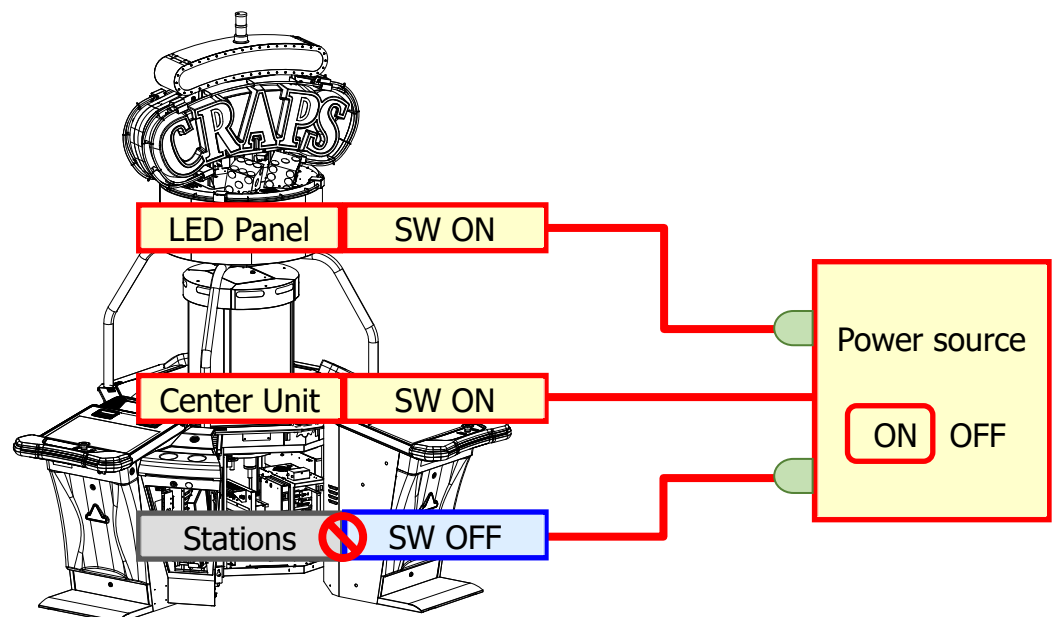 CRAPS
LED Panel SW ON
Power source
Center Unit SW ON
ON OFF
Stations SW OFF